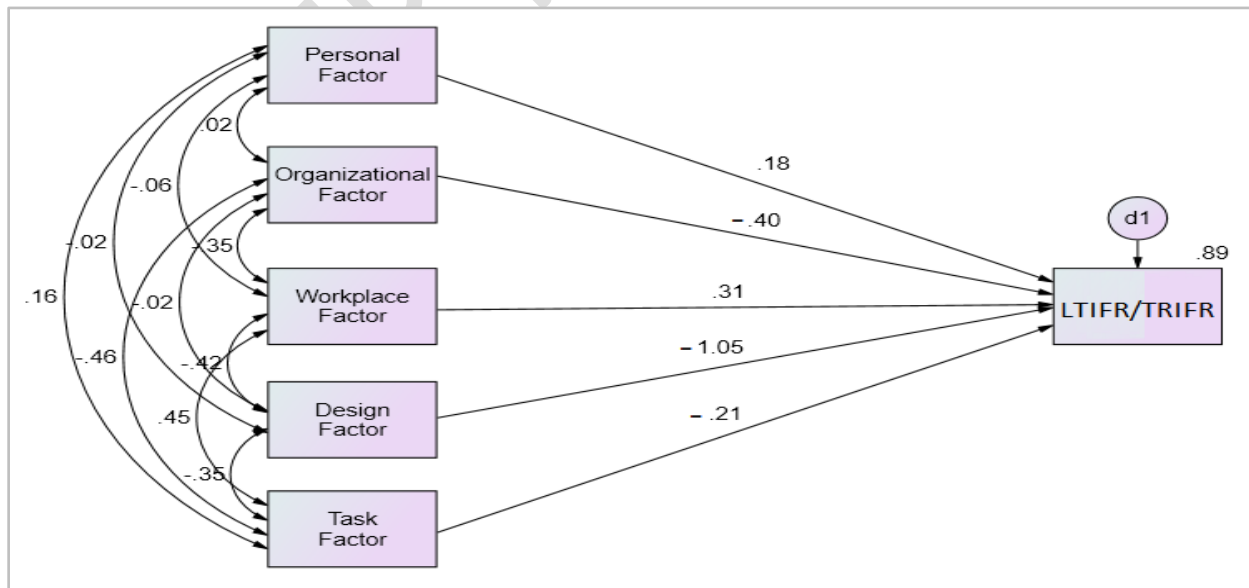 Personal
Factor
.02
.18
Organizational
Factor
-.06
-.40
d1
-.02
-.35
.89
.16
Workplace
Factor
.31
LTIFR/TRIFR
-.02
-.46
-1.05
-.42
.45
Design
Factor
-.21
-.35
Task
Factor